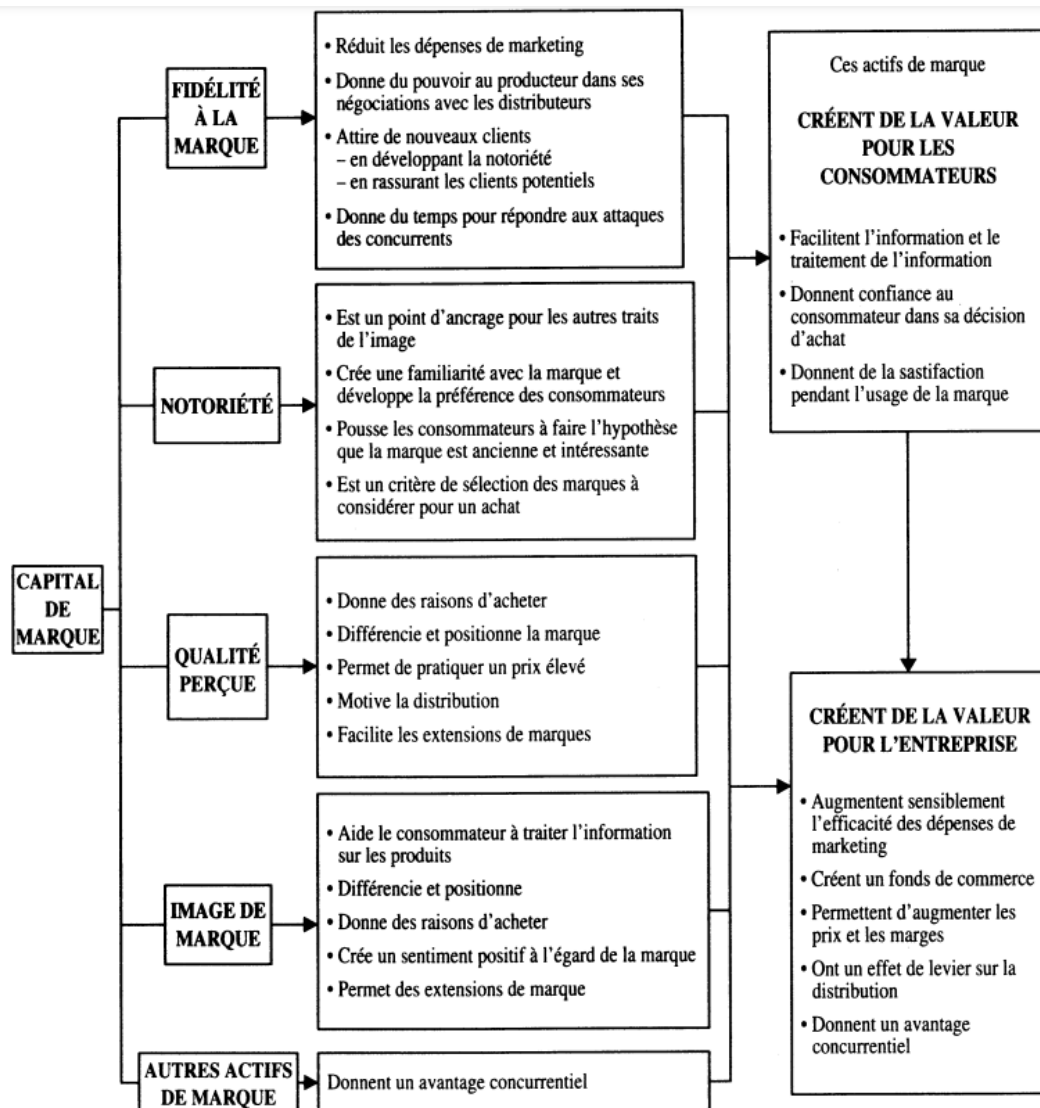 CAPITAL
DE
MARQUE
FIDÉLITÉ
À LA
MARQUE
• Réduit les dépenses de marketing
• Donne du pouvoir au producteur dans ses
négociations avec les distributeurs
• Attire de nouveaux clients
– en développant la notoriété
– en rassurant les clients potentiels
• Donne du temps pour répondre aux attaques
des concurrents
NOTORIÉTÉ
• Est un point d'ancrage pour les autres traits
de l'image
• Crée une familiarité avec la marque et
développe la préférence des consommateurs
• Pousse les consommateurs à faire l'hypothèse
que la marque est ancienne et intéressante
• Est un critère de sélection des marques à
considérer pour un achat
QUALITÉ
PERÇUE
• Donne des raisons d'acheter
• Différencie et positionne la marque
• Permet de pratiquer un prix élevé
• Motive la distribution
• Facilite les extensions de marques
IMAGE DE
MARQUE
• Aide le consommateur à traiter l'information
sur les produits
• Différencie et positionne
• Donne des raisons d'acheter
• Crée un sentiment positif à l'égard de la marque
• Permet des extensions de marque
AUTRES ACTIFS
DE MARQUE
Donnent un avantage concurrentiel
Ces actifs de marque
CRÉENT DE LA VALEUR
POUR LES
CONSOMMATEURS
• Facilitent l'information et le
traitement de l'information
• Donnent confiance au
consommateur dans sa décision
d'achat
• Donnent de la sastifaction
pendant l'usage de la marque
CRÉENT DE LA VALEUR
POUR L'ENTREPRISE
• Augmentent sensiblement
l'efficacité des dépenses de
marketing
• Créent un fonds de commerce
• Permettent d'augmenter les
prix et les marges
• Ont un effet de levier sur la
distribution
• Donnent un avantage
concurrentiel